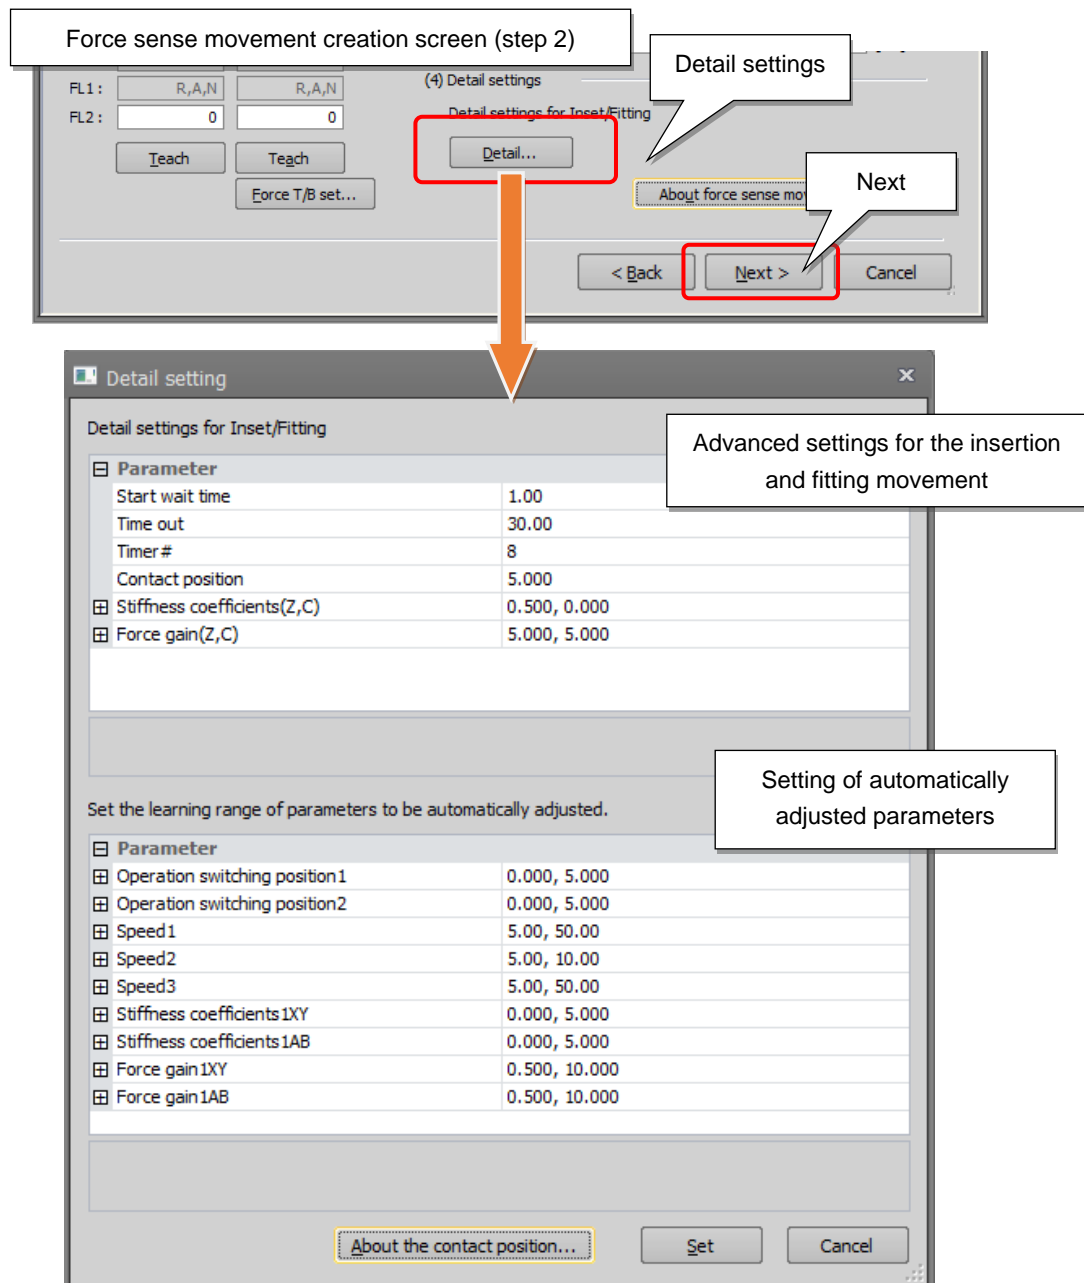 Force sense movement creation screen (step 2)
Detail settings
FL1: R,A,N R,A,N
(4) Detail settings
FL2: 0 0
Detail settings for Inset/Fitting
Teach Teach
Detail...
Force T/B set...
About force sense mo
Next
< Back Next > Cancel
Detail setting
Detail settings for Inset/Fitting
Advanced settings for the insertion
and fitting movement
Parameter
Start wait time 1.00
Time out 30.00
Timer# 8
Contact position 5.000
Stiffness coefficients(Z,C) 0.500, 0.000
Force gain(Z,C) 5.000, 5.000
Setting of automatically
adjusted parameters
Set the learning range of parameters to be automatically adjusted.
Parameter
Operation switching position1 0.000, 5.000
Operation switching position2 0.000, 5.000
Speed1 5.00, 50.00
Speed2 5.00, 10.00
Speed3 5.00, 50.00
Stiffness coefficients1XY 0.000, 5.000
Stiffness coefficients1AB 0.000, 5.000
Force gain1XY 0.500, 10.000
Force gain1AB 0.500, 10.000
About the contact position... Set Cancel